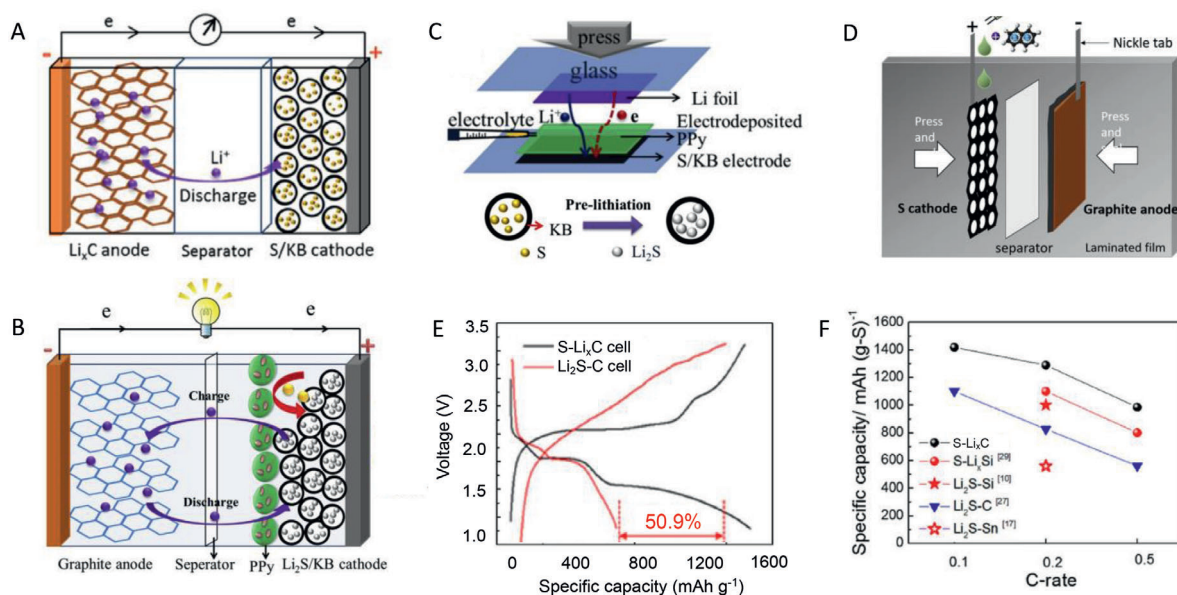 A
e
e
-
+
Li⁺
Discharge
LiₓC anode
Separator
S/KB cathode
B
e
e
-
+
Charge
Discharge
Graphite anode
Seperator
PPy
Li₂S/KB cathode
C
press
glass
Li foil
electrolyte
Li⁺
e
Electrodeposited
PPy
S/KB electrode
Pre-lithiation
KB
S
Li₂S
D
+
-
Nickle tab
Press
and
Press
and
S cathode
Graphite anode
separator
Laminated film
E
3.5
3.0
2.5
2.0
1.5
1.0
Voltage (V)
S-LiₓC cell
Li₂S-C cell
50.9%
0
400
800
1200
1600
Specific capacity (mAh g⁻¹)
F
1600
1400
1200
1000
800
600
400
200
0
Specific capacity/ mAh (g-S)⁻¹
S-LiₓC
S-LiₓSi [29]
Li₂S-Si [10]
Li₂S-C [27]
Li₂S-Sn [17]
0.1
0.2
0.5
C-rate